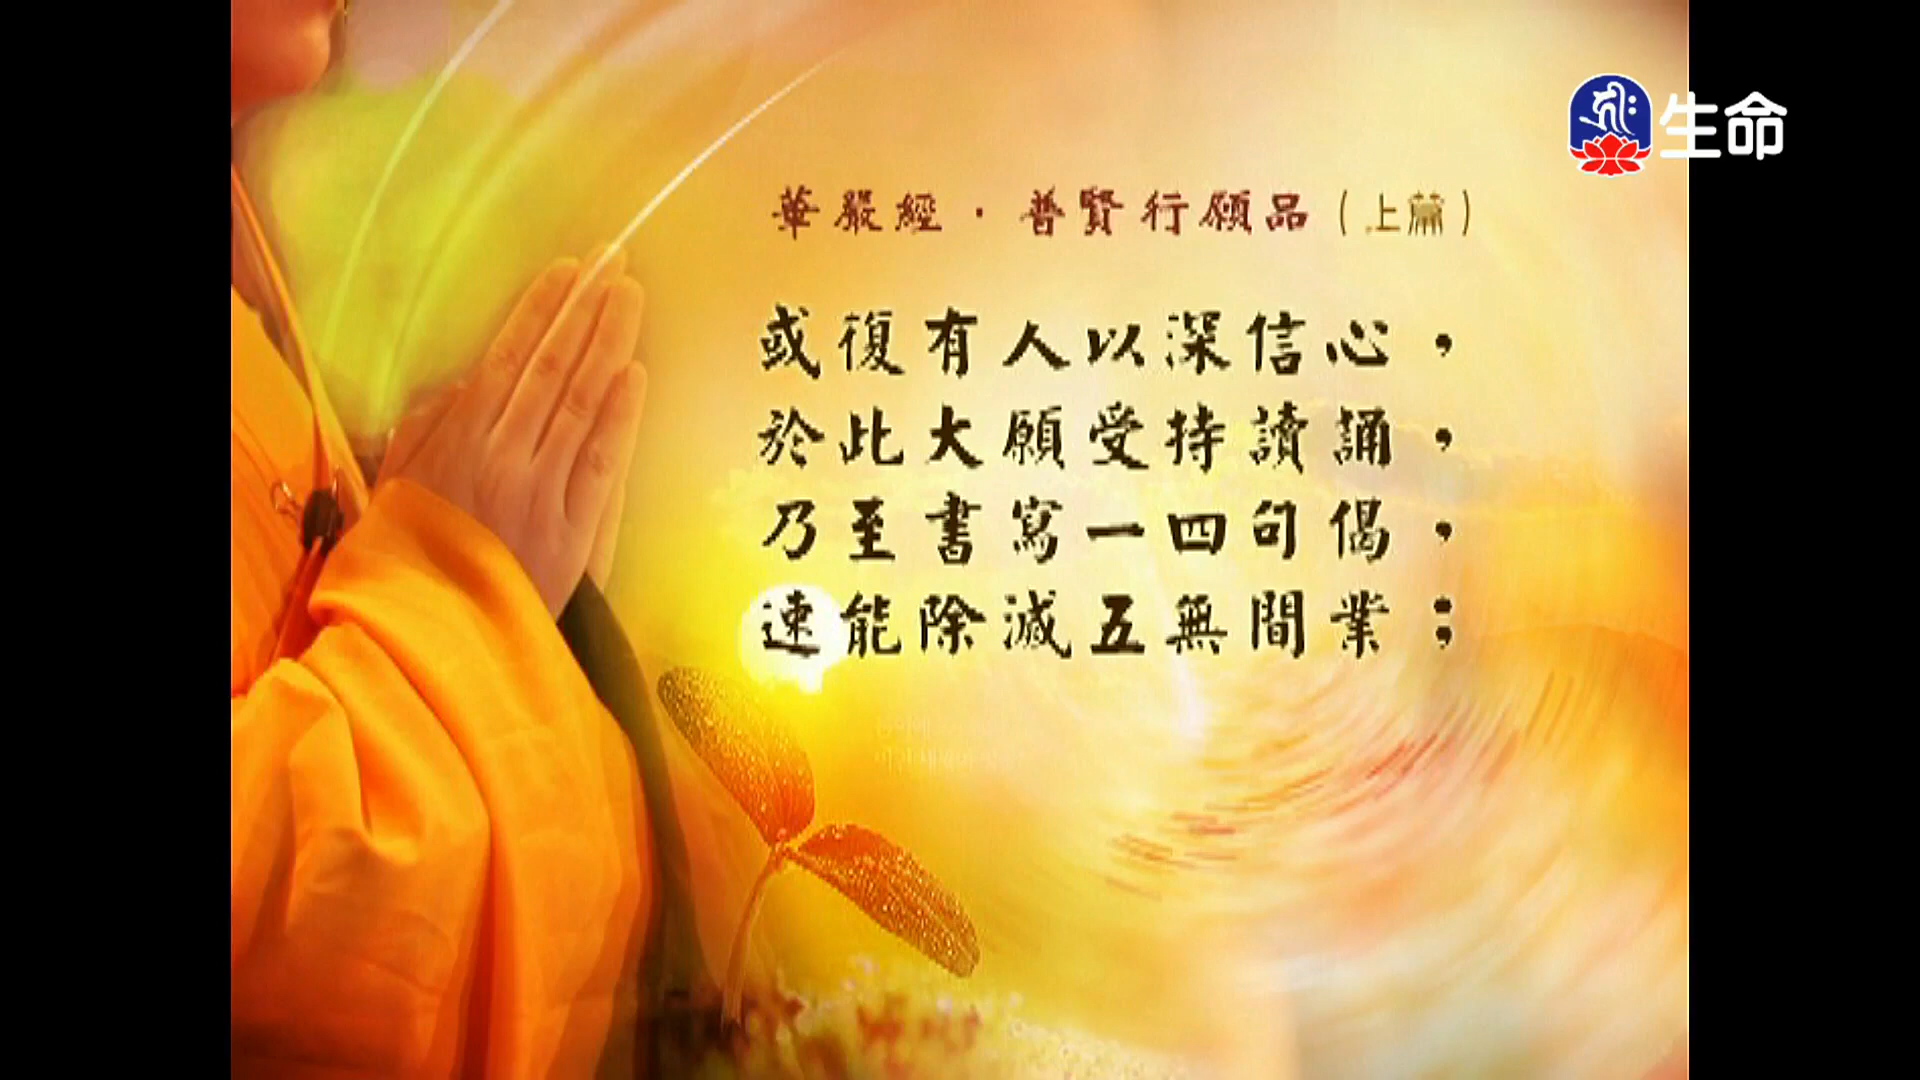 生命
華嚴經．普賢行願品（上篇）
或復有人以深信心，
於此大願受持讀誦，
乃至書寫一四句偈，
速能除滅五無間業；